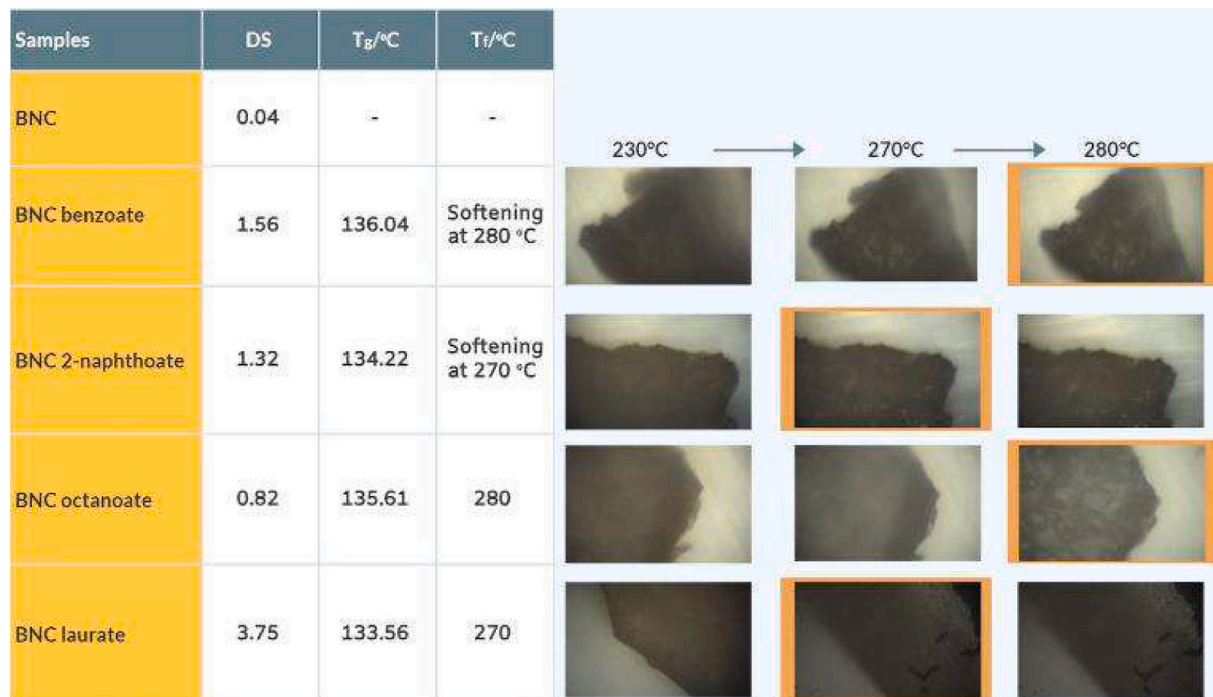 Samples DS Tg/°C Tf/°C
BNC 0.04 - -
230°C 270°C 280°C
BNC benzoate 1.56 136.04 Softening
at 280 °C
BNC 2-naphthoate 1.32 134.22 Softening
at 270 °C
BNC octanoate 0.82 135.61 280
BNC laurate 3.75 133.56 270